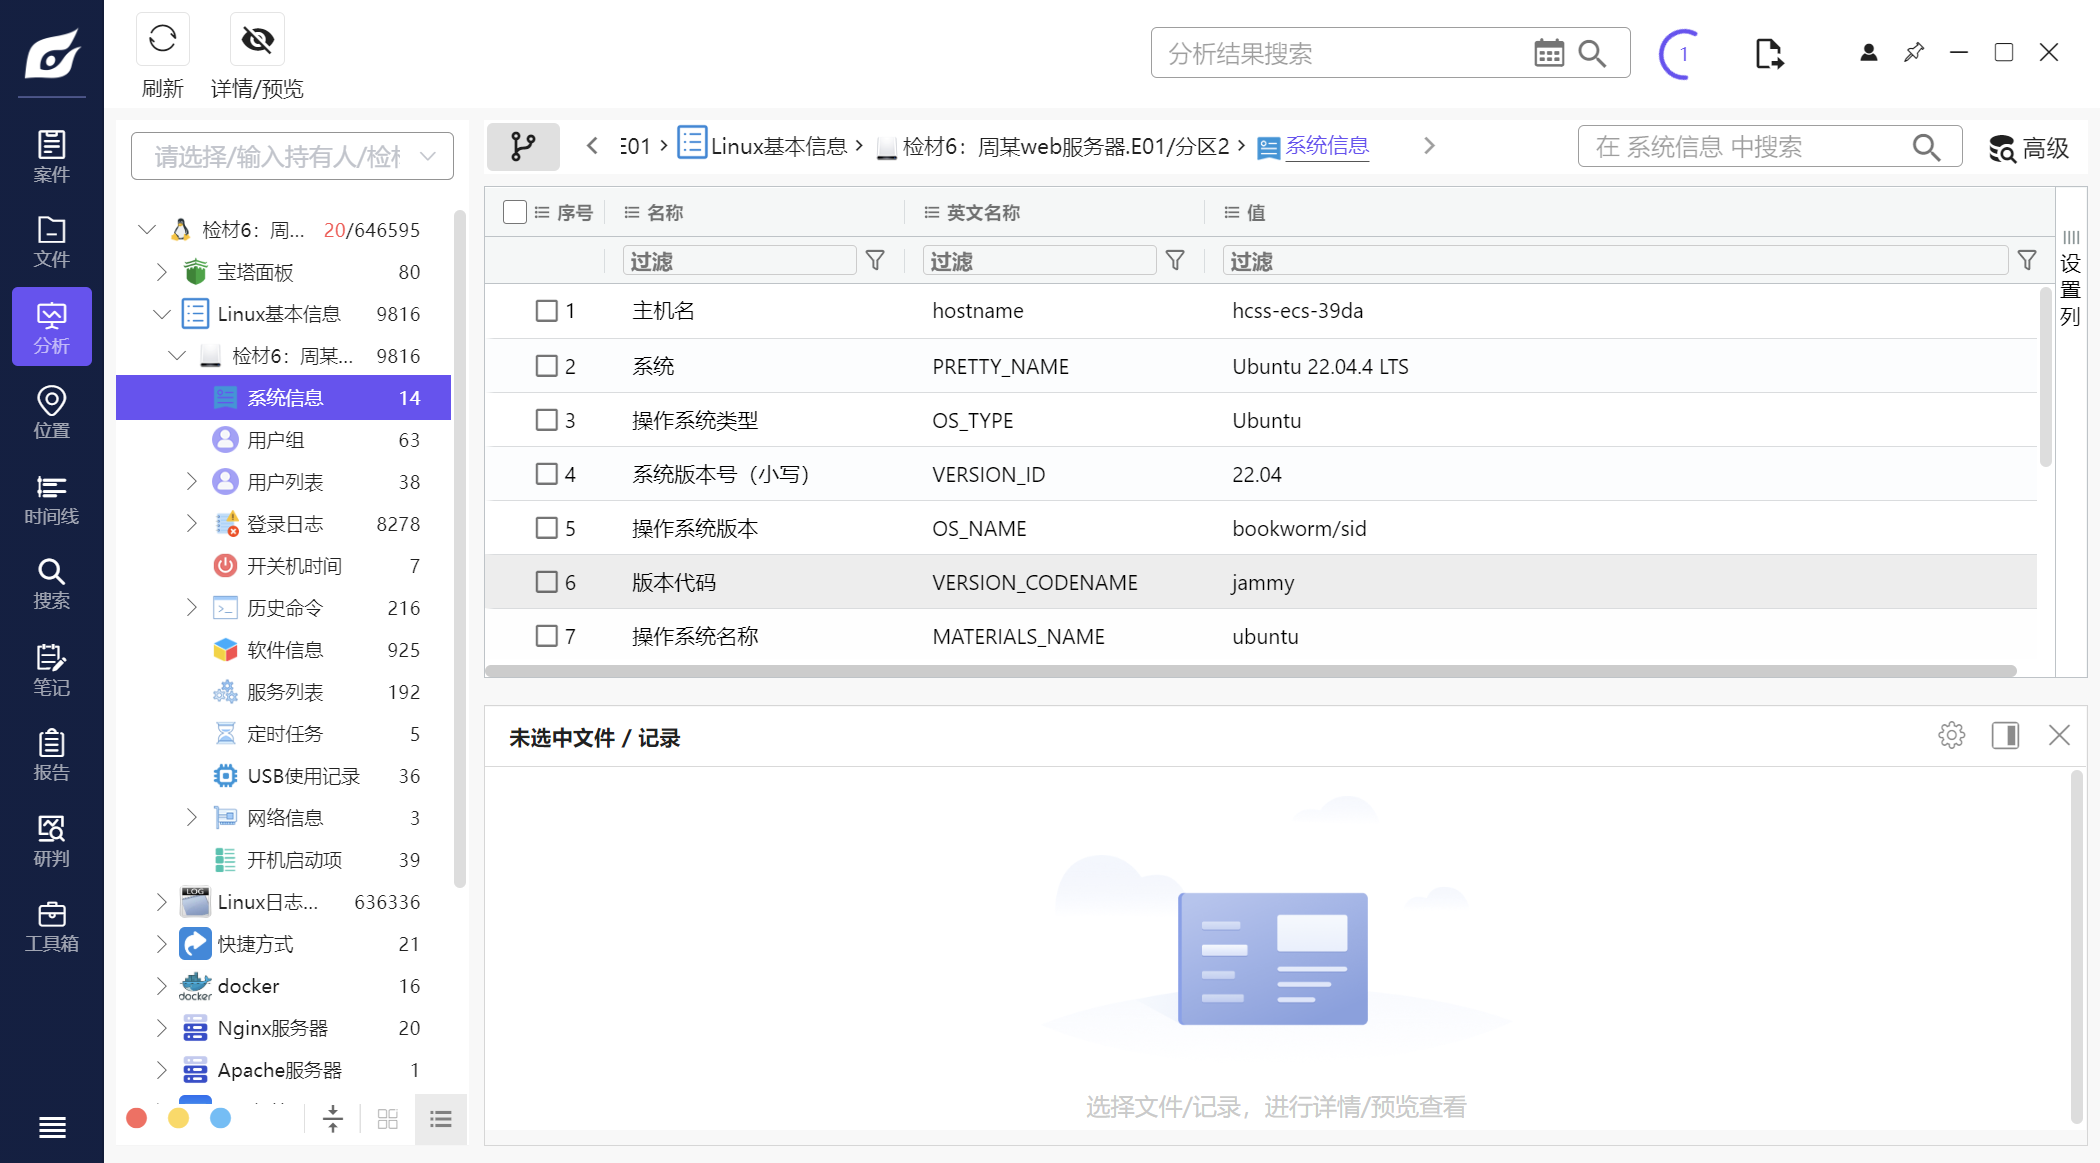 刷新
详情/预览
分析结果搜索
1
案件
文件
分析
位置
时间线
搜索
笔记
报告
研判
工具箱
请选择/输入持有人/检材
检材6：周... 20/646595
宝塔面板 80
Linux基本信息 9816
检材6：周某... 9816
系统信息 14
用户组 63
用户列表 38
登录日志 8278
开关机时间 7
历史命令 216
软件信息 925
服务列表 192
定时任务 5
USB使用记录 36
网络信息 3
开机启动项 39
LOG
Linux日志... 636336
快捷方式 21
docker
docker 16
Nginx服务器 20
Apache服务器 1
E01 › Linux基本信息 › 检材6：周某web服务器.E01/分区2 › 系统信息
在 系统信息 中搜索
高级
序号 名称 英文名称 值
过滤 过滤 过滤
1 主机名 hostname hcss-ecs-39da
2 系统 PRETTY_NAME Ubuntu 22.04.4 LTS
3 操作系统类型 OS_TYPE Ubuntu
4 系统版本号（小写） VERSION_ID 22.04
5 操作系统版本 OS_NAME bookworm/sid
6 版本代码 VERSION_CODENAME jammy
7 操作系统名称 MATERIALS_NAME ubuntu
设置列
未选中文件 / 记录
选择文件/记录，进行详情/预览查看